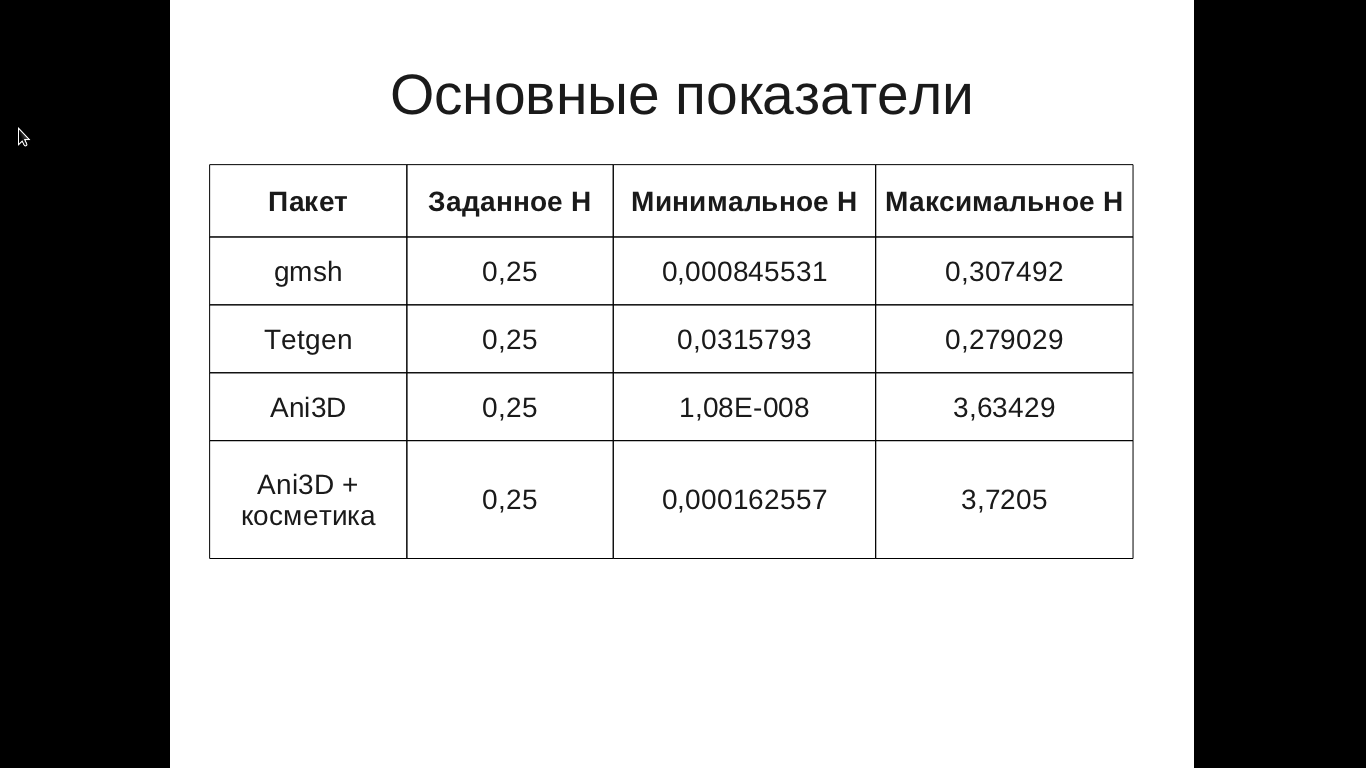 Основные показатели
Пакет Заданное H Минимальное H Максимальное H
gmsh 0,25 0,000845531 0,307492
Tetgen 0,25 0,0315793 0,279029
Ani3D 0,25 1,08E-008 3,63429
Ani3D +
косметика 0,25 0,000162557 3,7205